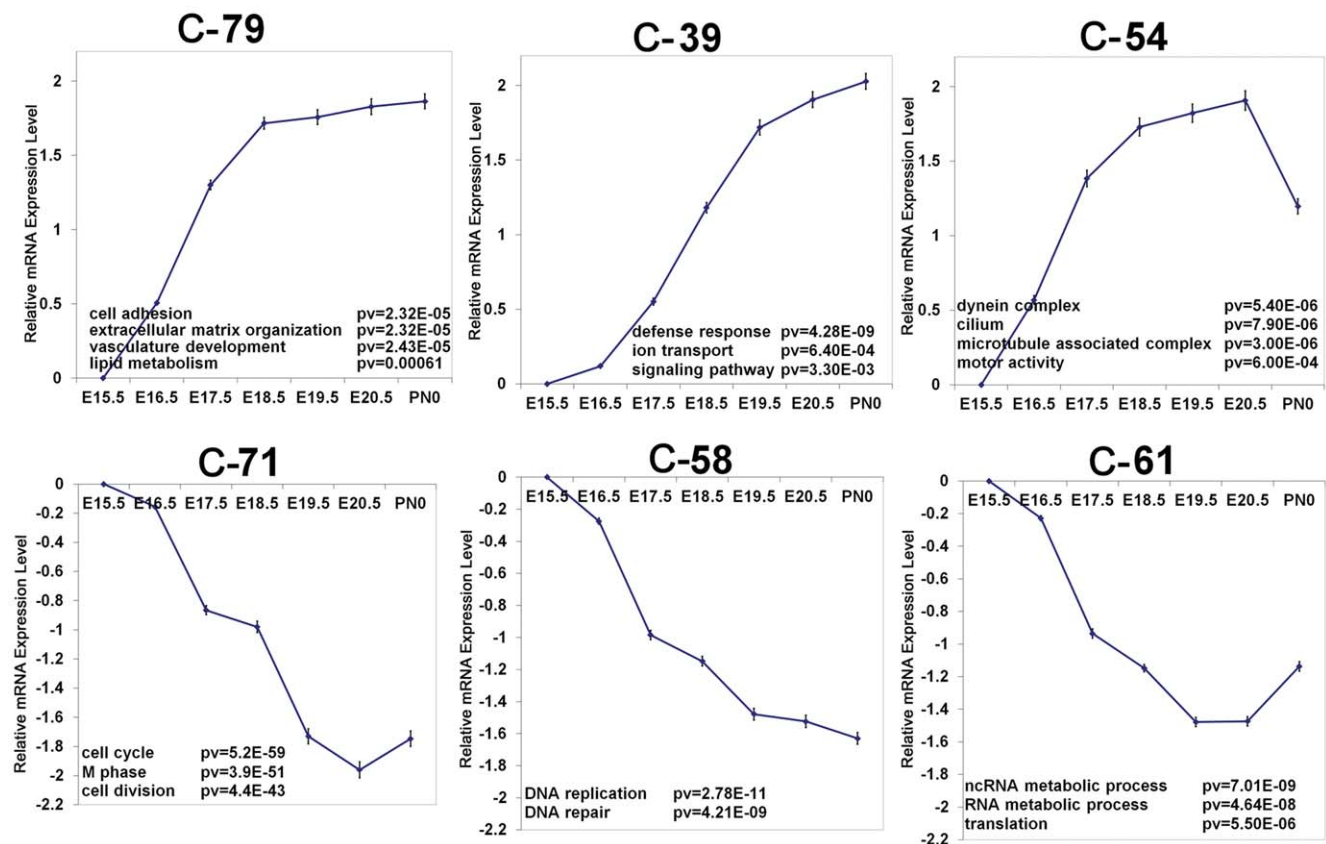 C-79
Relative mRNA Expression Level
2
1.5
1
0.5
0
cell adhesion pv=2.32E-05
extracellular matrix organization pv=2.32E-05
vasculature development pv=2.43E-05
lipid metabolism pv=0.00061
E15.5 E16.5 E17.5 E18.5 E19.5 E20.5 PN0
C-39
Relative mRNA Expression Level
2
1.5
1
0.5
0
defense response pv=4.28E-09
ion transport pv=6.40E-04
signaling pathway pv=3.30E-03
E15.5 E16.5 E17.5 E18.5 E19.5 E20.5 PN0
C-54
Relative mRNA Expression Level
2
1.5
1
0.5
0
dynein complex pv=5.40E-06
cilium pv=7.90E-06
microtubule associated complex pv=3.00E-06
motor activity pv=6.00E-04
E15.5 E16.5 E17.5 E18.5 E19.5 E20.5 PN0
C-71
Relative mRNA Expression Level
0
E15.5 E16.5 E17.5 E18.5 E19.5 E20.5 PN0
-0.2
-0.4
-0.6
-0.8
-1
-1.2
-1.4
-1.6
-1.8
-2
-2.2
cell cycle pv=5.2E-59
M phase pv=3.9E-51
cell division pv=4.4E-43
C-58
Relative mRNA Expression Level
0
E15.5 E16.5 E17.5 E18.5 E19.5 E20.5 PN0
-0.2
-0.4
-0.6
-0.8
-1
-1.2
-1.4
-1.6
-1.8
-2
-2.2
DNA replication pv=2.78E-11
DNA repair pv=4.21E-09
C-61
Relative mRNA Expression Level
0
E15.5 E16.5 E17.5 E18.5 E19.5 E20.5 PN0
-0.2
-0.4
-0.6
-0.8
-1
-1.2
-1.4
-1.6
-1.8
-2
-2.2
ncRNA metabolic process pv=7.01E-09
RNA metabolic process pv=4.64E-08
translation pv=5.50E-06